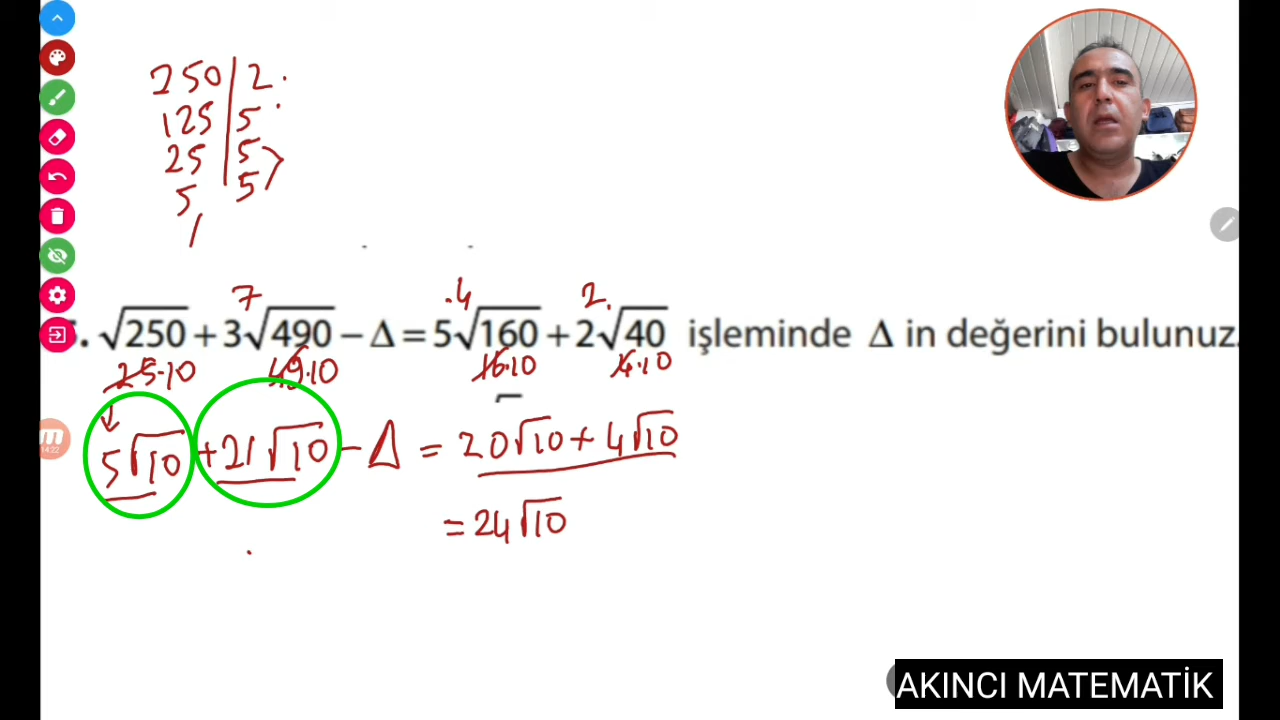 250 | 2
125 | 5
25 | 5
5 | 5
1
7 .4 2.
. √250 + 3√490 − Δ = 5√160 + 2√40 işleminde Δ in değerini bulunuz.
25·10 49·10 16·10 4·10
5√10 + 21√10 − Δ = 20√10 + 4√10
= 24√10
m
14:22
AKINCI MATEMATİK